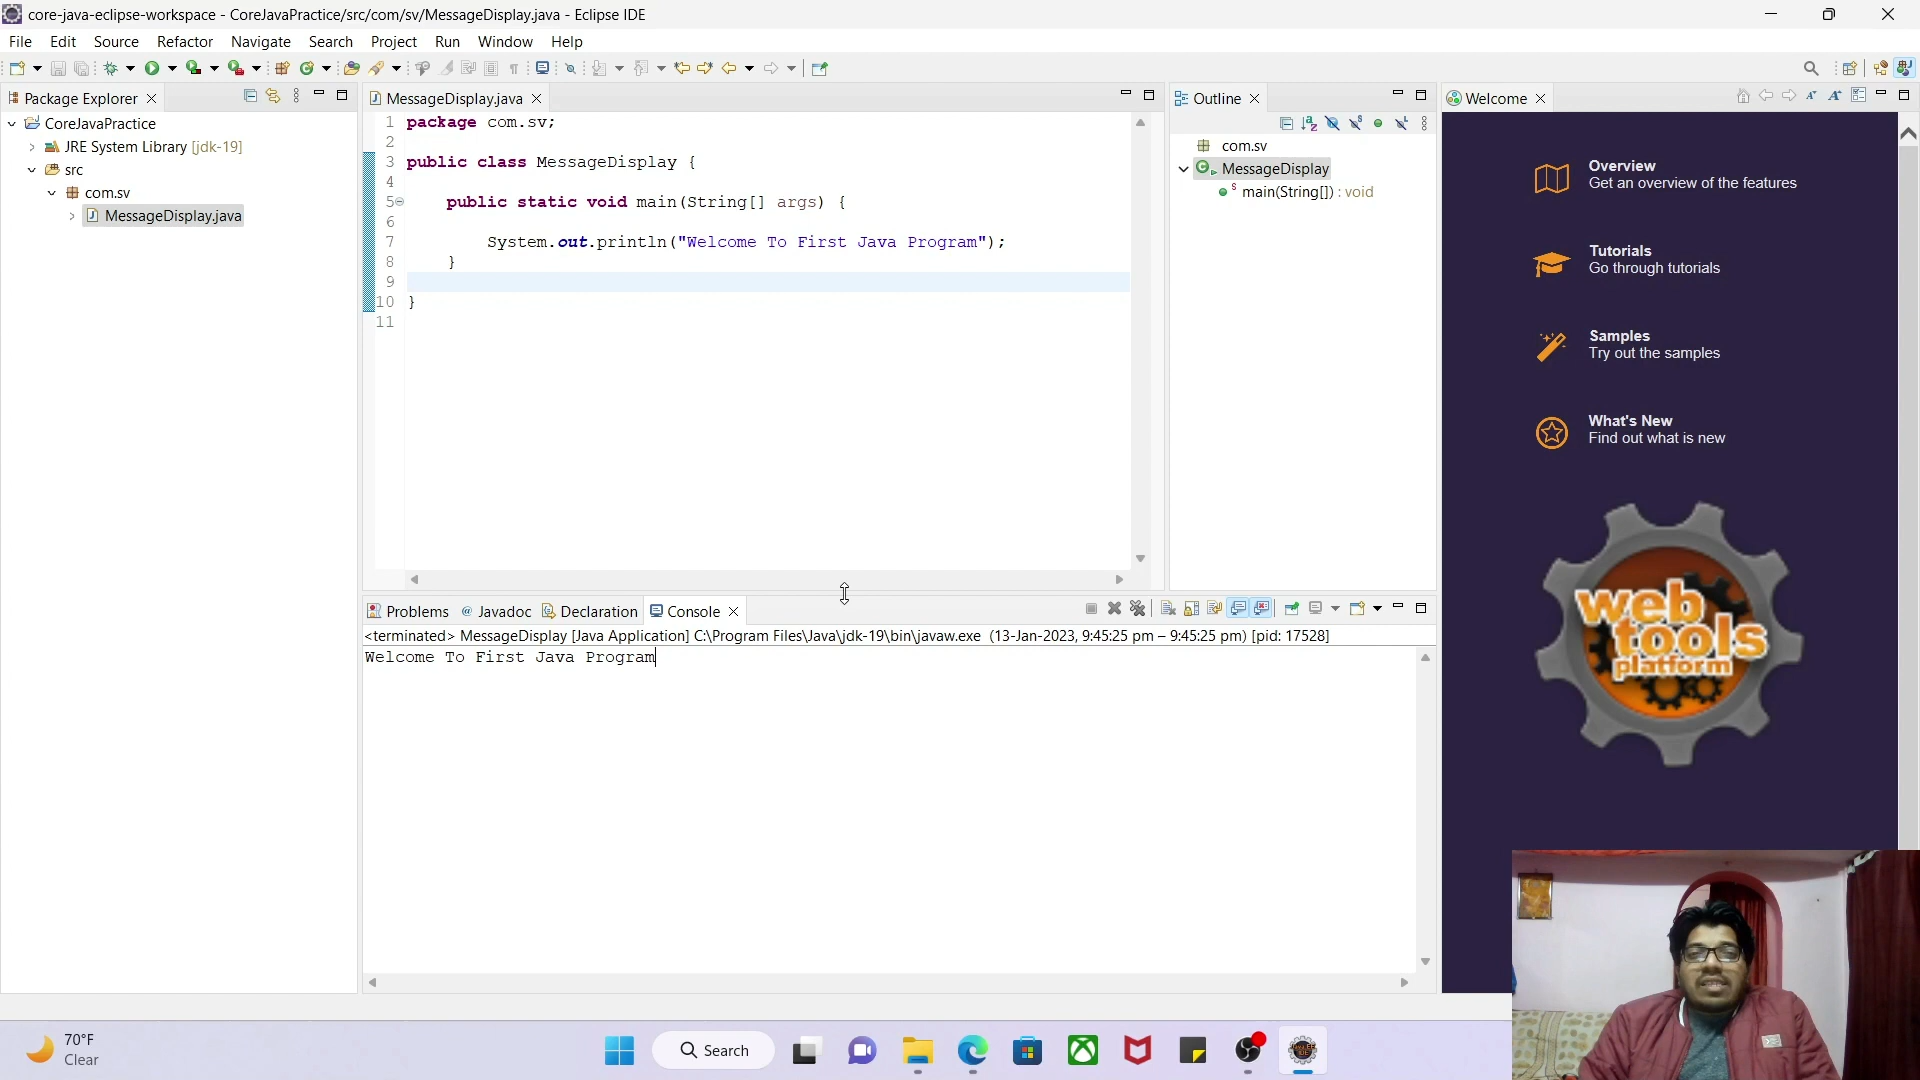 core-java-eclipse-workspace - CoreJavaPractice/src/com/sv/MessageDisplay.java - Eclipse IDE
File Edit Source Refactor Navigate Search Project Run Window Help
Package Explorer
CoreJavaPractice
JRE System Library [jdk-19]
src
com.sv
MessageDisplay.java
MessageDisplay.java
1 package com.sv;
2
3 public class MessageDisplay {
4
5 public static void main(String[] args) {
6
7 System.out.println("Welcome To First Java Program");
8 }
9
10 }
11
Outline
com.sv
MessageDisplay
main(String[]) : void
Welcome
Overview
Get an overview of the features
Tutorials
Go through tutorials
Samples
Try out the samples
What's New
Find out what is new
web
tools
platform
Problems Javadoc Declaration Console
<terminated> MessageDisplay [Java Application] C:\Program Files\Java\jdk-19\bin\javaw.exe (13-Jan-2023, 9:45:25 pm – 9:45:25 pm) [pid: 17528]
Welcome To First Java Program
70°F
Clear
Search